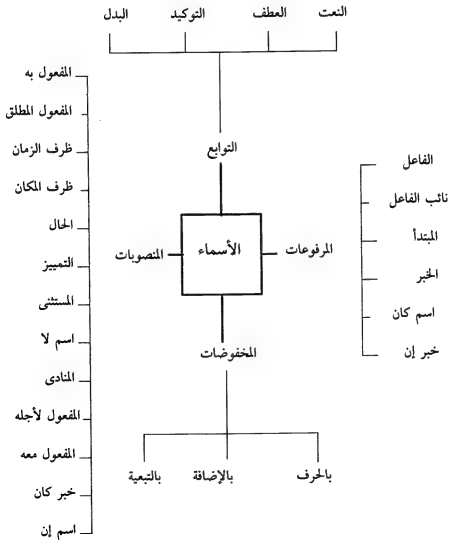 النعت
العطف
التوكيد
البدل
التوابع
الأسماء
المرفوعات
الفاعل
نائب الفاعل
المبتدأ
الخبر
اسم كان
خبر إن
المنصوبات
المفعول به
المفعول المطلق
ظرف الزمان
ظرف المكان
الحال
التمييز
المستثنى
اسم لا
المنادى
المفعول لأجله
المفعول معه
خبر كان
اسم إن
المخفوضات
بالحرف
بالإضافة
بالتبعية